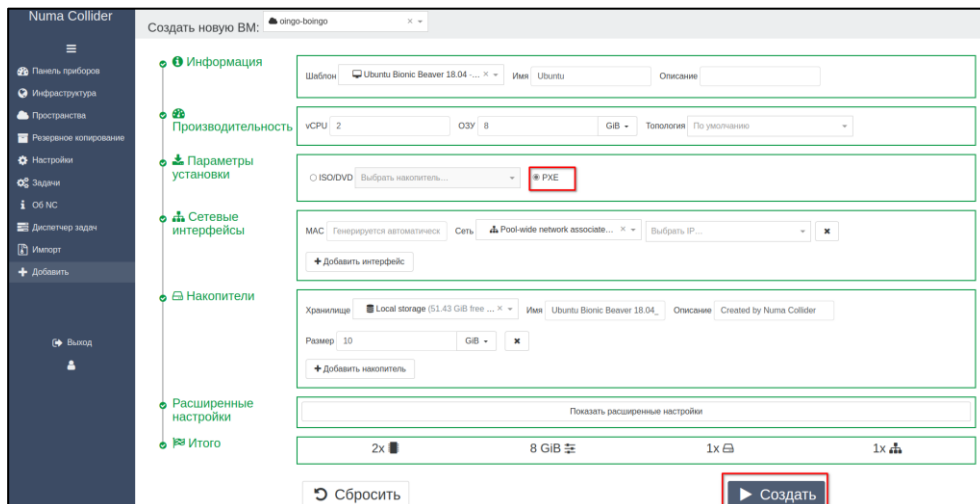 Numa Collider
Создать новую ВМ: oingo-boingo
Панель приборов
Инфраструктура
Пространства
Резервное копирование
Настройки
Задачи
Об NC
Диспетчер задач
Импорт
Добавить
Выход
Информация
Шаблон Ubuntu Bionic Beaver 18.04 -... Имя Ubuntu Описание
Производительность
vCPU 2 ОЗУ 8 GiB Топология По умолчанию
Параметры
установки
ISO/DVD Выбрать накопитель... PXE
Сетевые
интерфейсы
MAC Генерируется автоматическ Сеть Pool-wide network associate... Выбрать IP...
Добавить интерфейс
Накопители
Хранилище Local storage (51.43 GiB free ... Имя Ubuntu Bionic Beaver 18.04_ Описание Created by Numa Collider
Размер 10 GiB
Добавить накопитель
Расширенные
настройки
Показать расширенные настройки
Итого
2x 8 GiB 1x 1x
Сбросить Создать